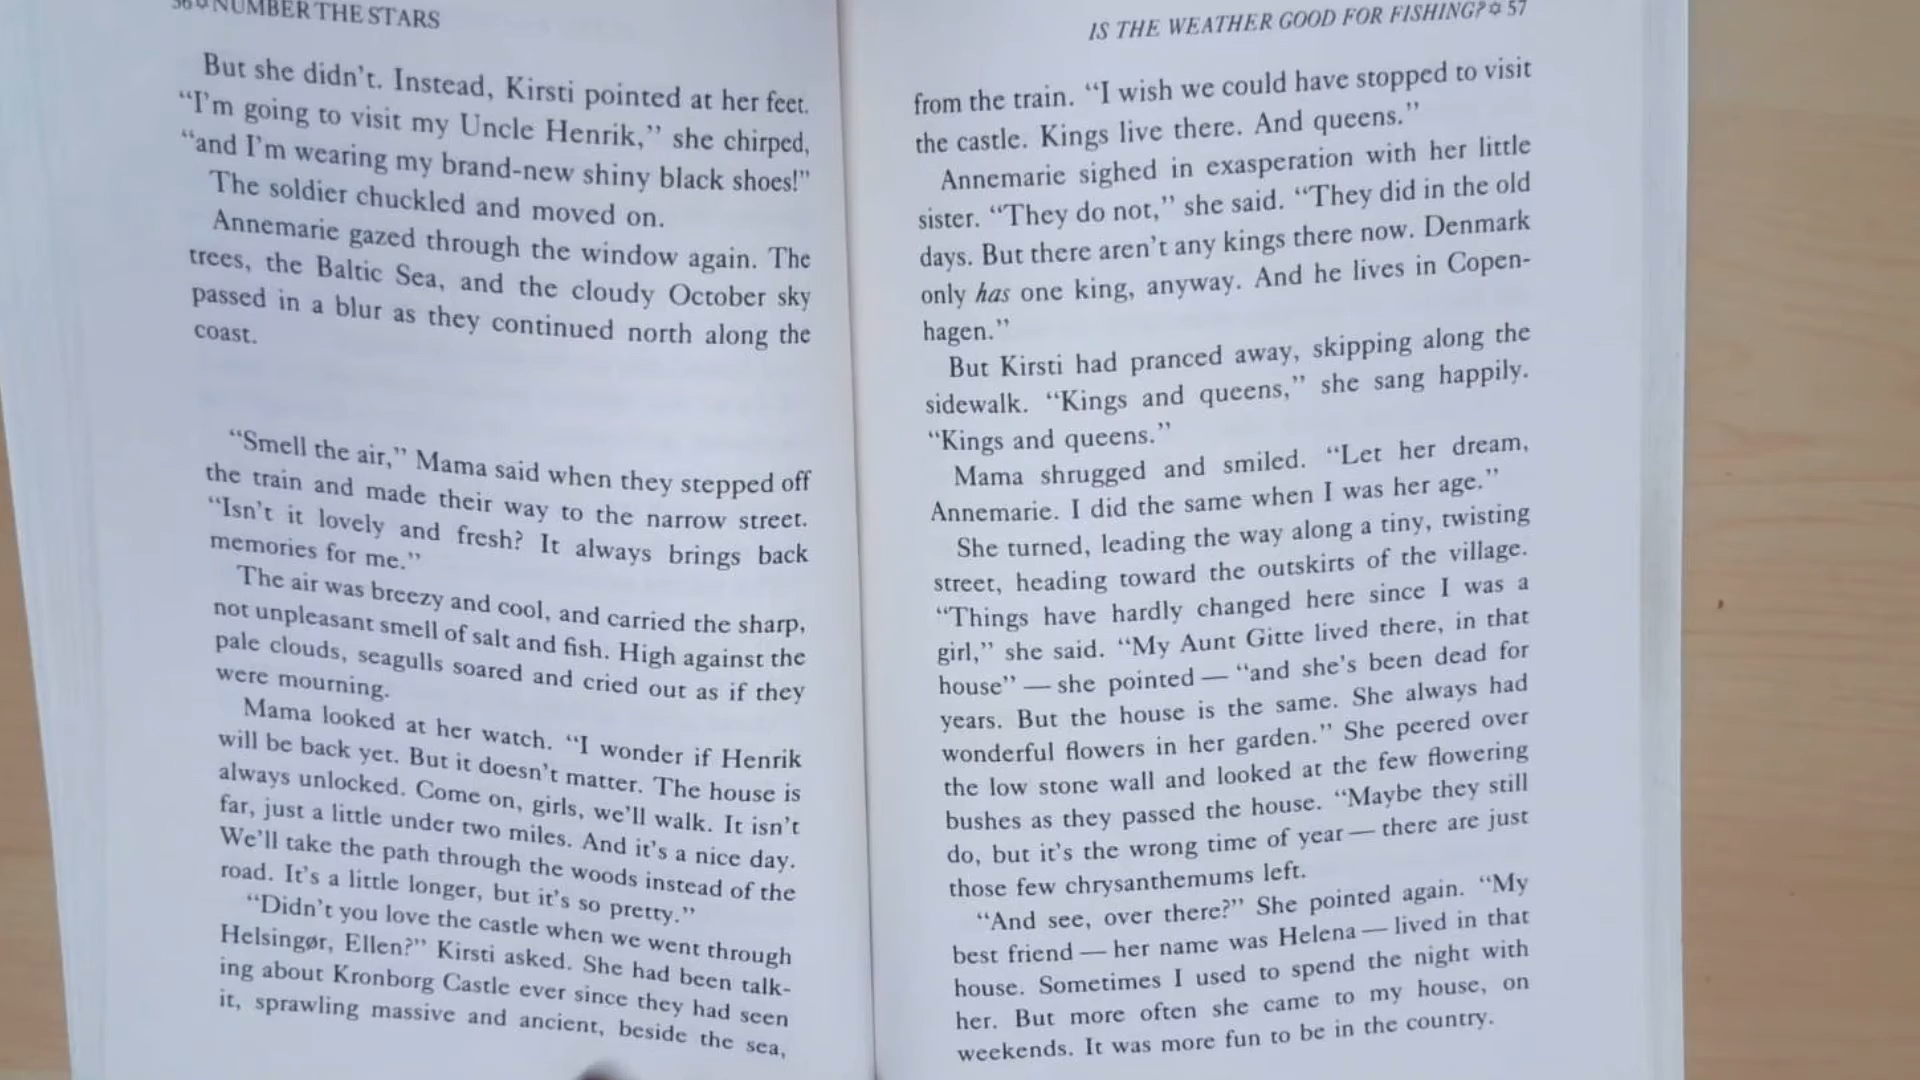 56✡NUMBER THE STARS
But she didn't. Instead, Kirsti pointed at her feet.
“I'm going to visit my Uncle Henrik,” she chirped,
“and I'm wearing my brand-new shiny black shoes!”
The soldier chuckled and moved on.
Annemarie gazed through the window again. The
trees, the Baltic Sea, and the cloudy October sky
passed in a blur as they continued north along the
coast.
“Smell the air,” Mama said when they stepped off
the train and made their way to the narrow street.
“Isn't it lovely and fresh? It always brings back
memories for me.”
The air was breezy and cool, and carried the sharp,
not unpleasant smell of salt and fish. High against the
pale clouds, seagulls soared and cried out as if they
were mourning.
Mama looked at her watch. “I wonder if Henrik
will be back yet. But it doesn't matter. The house is
always unlocked. Come on, girls, we'll walk. It isn't
far, just a little under two miles. And it's a nice day.
We'll take the path through the woods instead of the
road. It's a little longer, but it's so pretty.”
“Didn't you love the castle when we went through
Helsingør, Ellen?” Kirsti asked. She had been talk-
ing about Kronborg Castle ever since they had seen
it, sprawling massive and ancient, beside the sea,
IS THE WEATHER GOOD FOR FISHING?✡57
from the train. “I wish we could have stopped to visit
the castle. Kings live there. And queens.”
Annemarie sighed in exasperation with her little
sister. “They do not,” she said. “They did in the old
days. But there aren't any kings there now. Denmark
only has one king, anyway. And he lives in Copen-
hagen.”
But Kirsti had pranced away, skipping along the
sidewalk. “Kings and queens,” she sang happily.
“Kings and queens.”
Mama shrugged and smiled. “Let her dream,
Annemarie. I did the same when I was her age.”
She turned, leading the way along a tiny, twisting
street, heading toward the outskirts of the village.
“Things have hardly changed here since I was a
girl,” she said. “My Aunt Gitte lived there, in that
house” — she pointed — “and she's been dead for
years. But the house is the same. She always had
wonderful flowers in her garden.” She peered over
the low stone wall and looked at the few flowering
bushes as they passed the house. “Maybe they still
do, but it's the wrong time of year — there are just
those few chrysanthemums left.
“And see, over there?” She pointed again. “My
best friend — her name was Helena — lived in that
house. Sometimes I used to spend the night with
her. But more often she came to my house, on
weekends. It was more fun to be in the country.